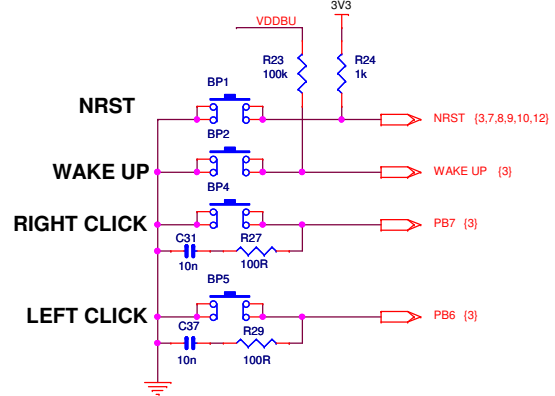 3V3
VDDBU
R23
100k
R24
1k
BP1
NRST
NRST {3,7,8,9,10,12}
BP2
WAKE UP
WAKE UP {3}
BP4
RIGHT CLICK
PB7 {3}
C31
R27
10n
100R
BP5
LEFT CLICK
PB6 {3}
C37
R29
10n
100R